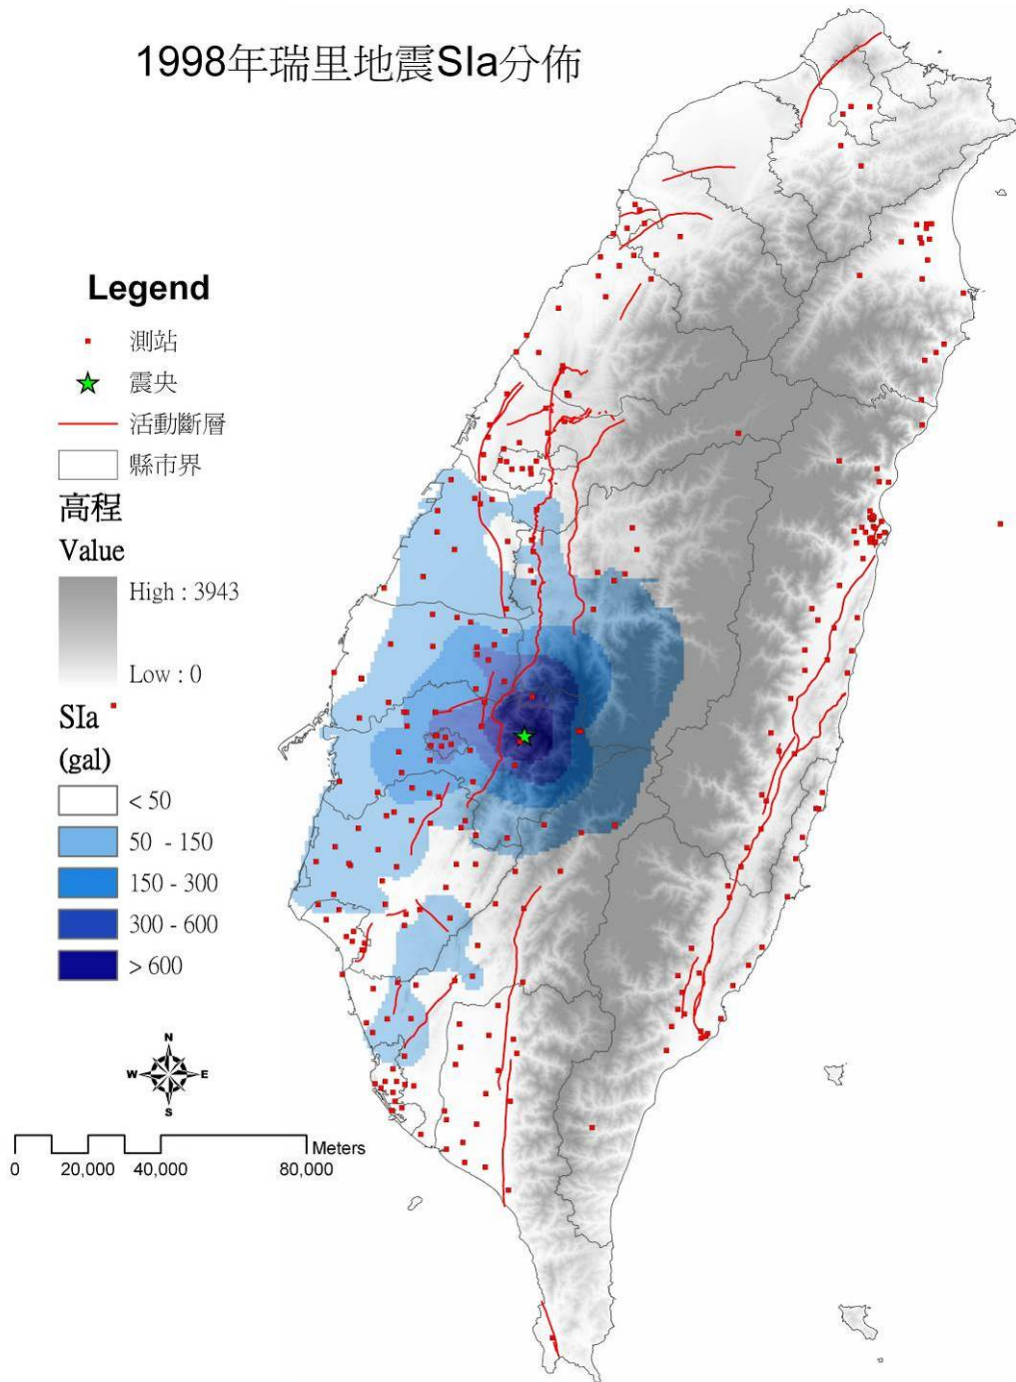 1998年瑞里地震SIa分佈
Legend
測站
震央
活動斷層
縣市界
高程
Value
High : 3943
Low : 0
SIa
(gal)
< 50
50 - 150
150 - 300
300 - 600
> 600
N
W E
S
Meters
0 20,000 40,000 80,000